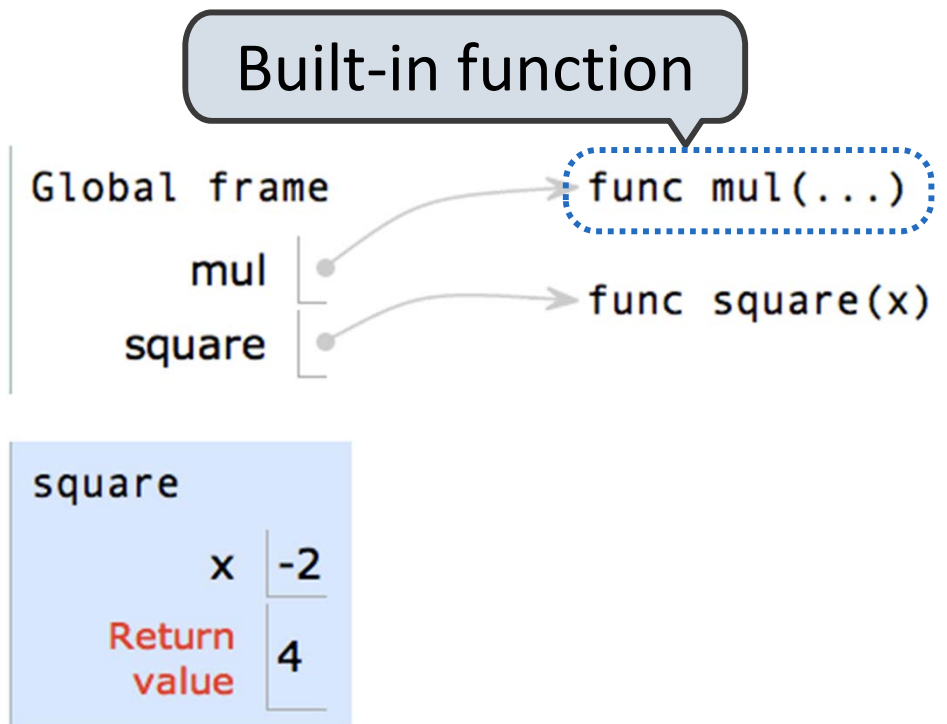 Built-in function
Global frame
func mul(...)
mul
func square(x)
square
square
x -2
Return
value 4